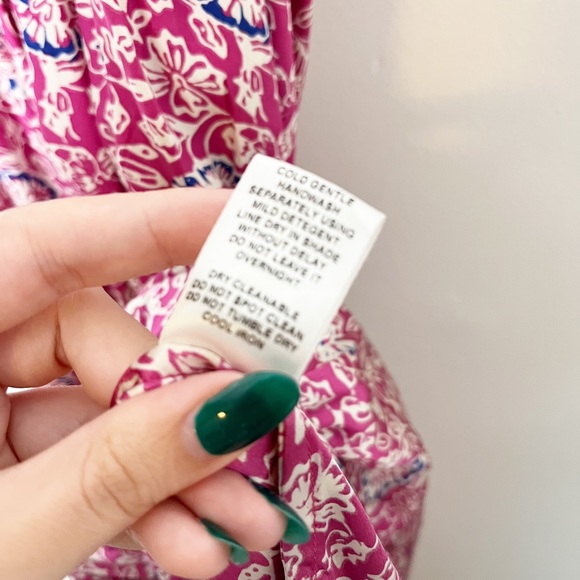 COLD GENTLE
HANDWASH
SEPARATELY USING
MILD DETEGENT
LINE DRY IN SHADE
WITHOUT DELAY
DO NOT LEAVE IT
OVERNIGHT
DRY CLEANABLE
DO NOT SPOT CLEAN
DO NOT TUMBLE DRY
COOL IRON